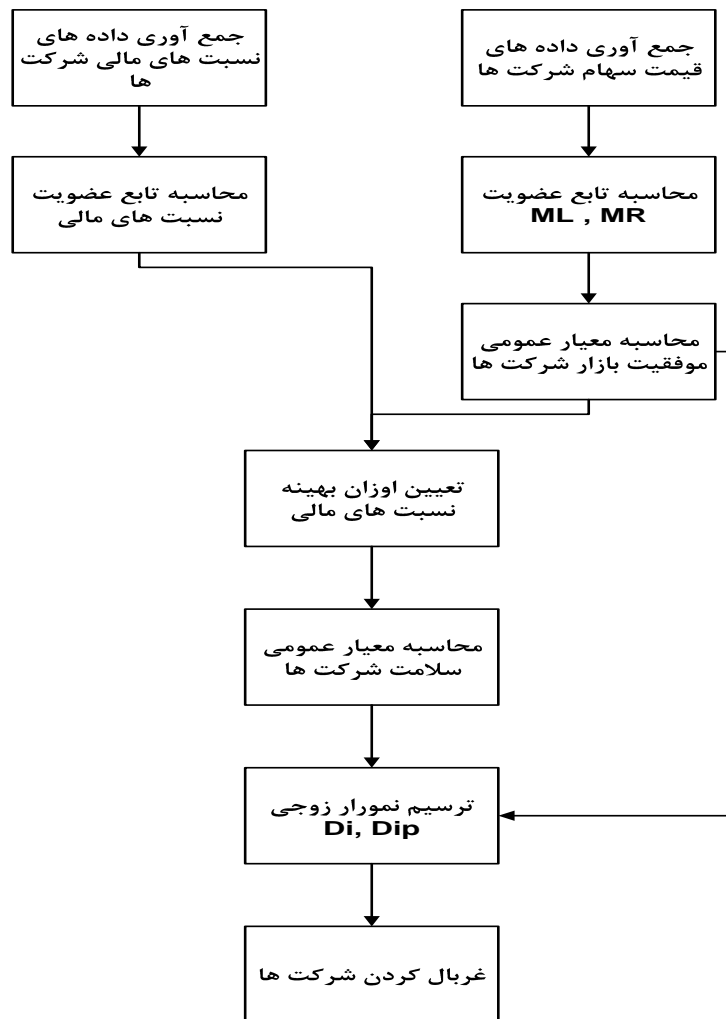 جمع آوری داده های
نسبت های مالی شرکت
ها
جمع آوری داده های
قیمت سهام شرکت ها
محاسبه تابع عضویت
نسبت های مالی
محاسبه تابع عضویت
ML , MR
محاسبه معیار عمومی
موفقیت بازار شرکت ها
تعیین اوزان بهینه
نسبت های مالی
محاسبه معیار عمومی
سلامت شرکت ها
ترسیم نمورار زوجی
Di, Dip
غربال کردن شرکت ها